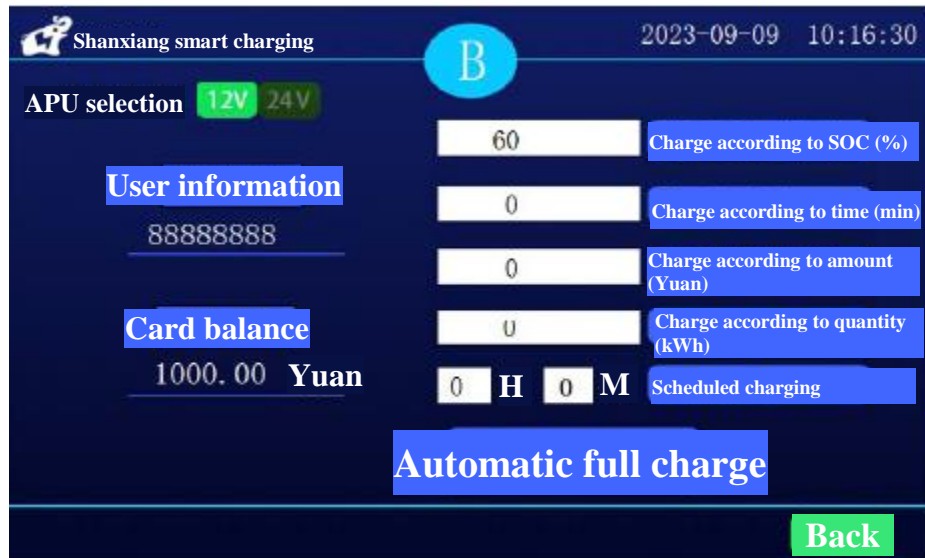 Shanxiang smart charging
B
2023-09-09 10:16:30
APU selection 12V 24V
60 Charge according to SOC (%)
User information
0 Charge according to time (min)
88888888
0 Charge according to amount
(Yuan)
Card balance
0 Charge according to quantity
(kWh)
1000.00 Yuan
0 H 0 M Scheduled charging
Automatic full charge
Back